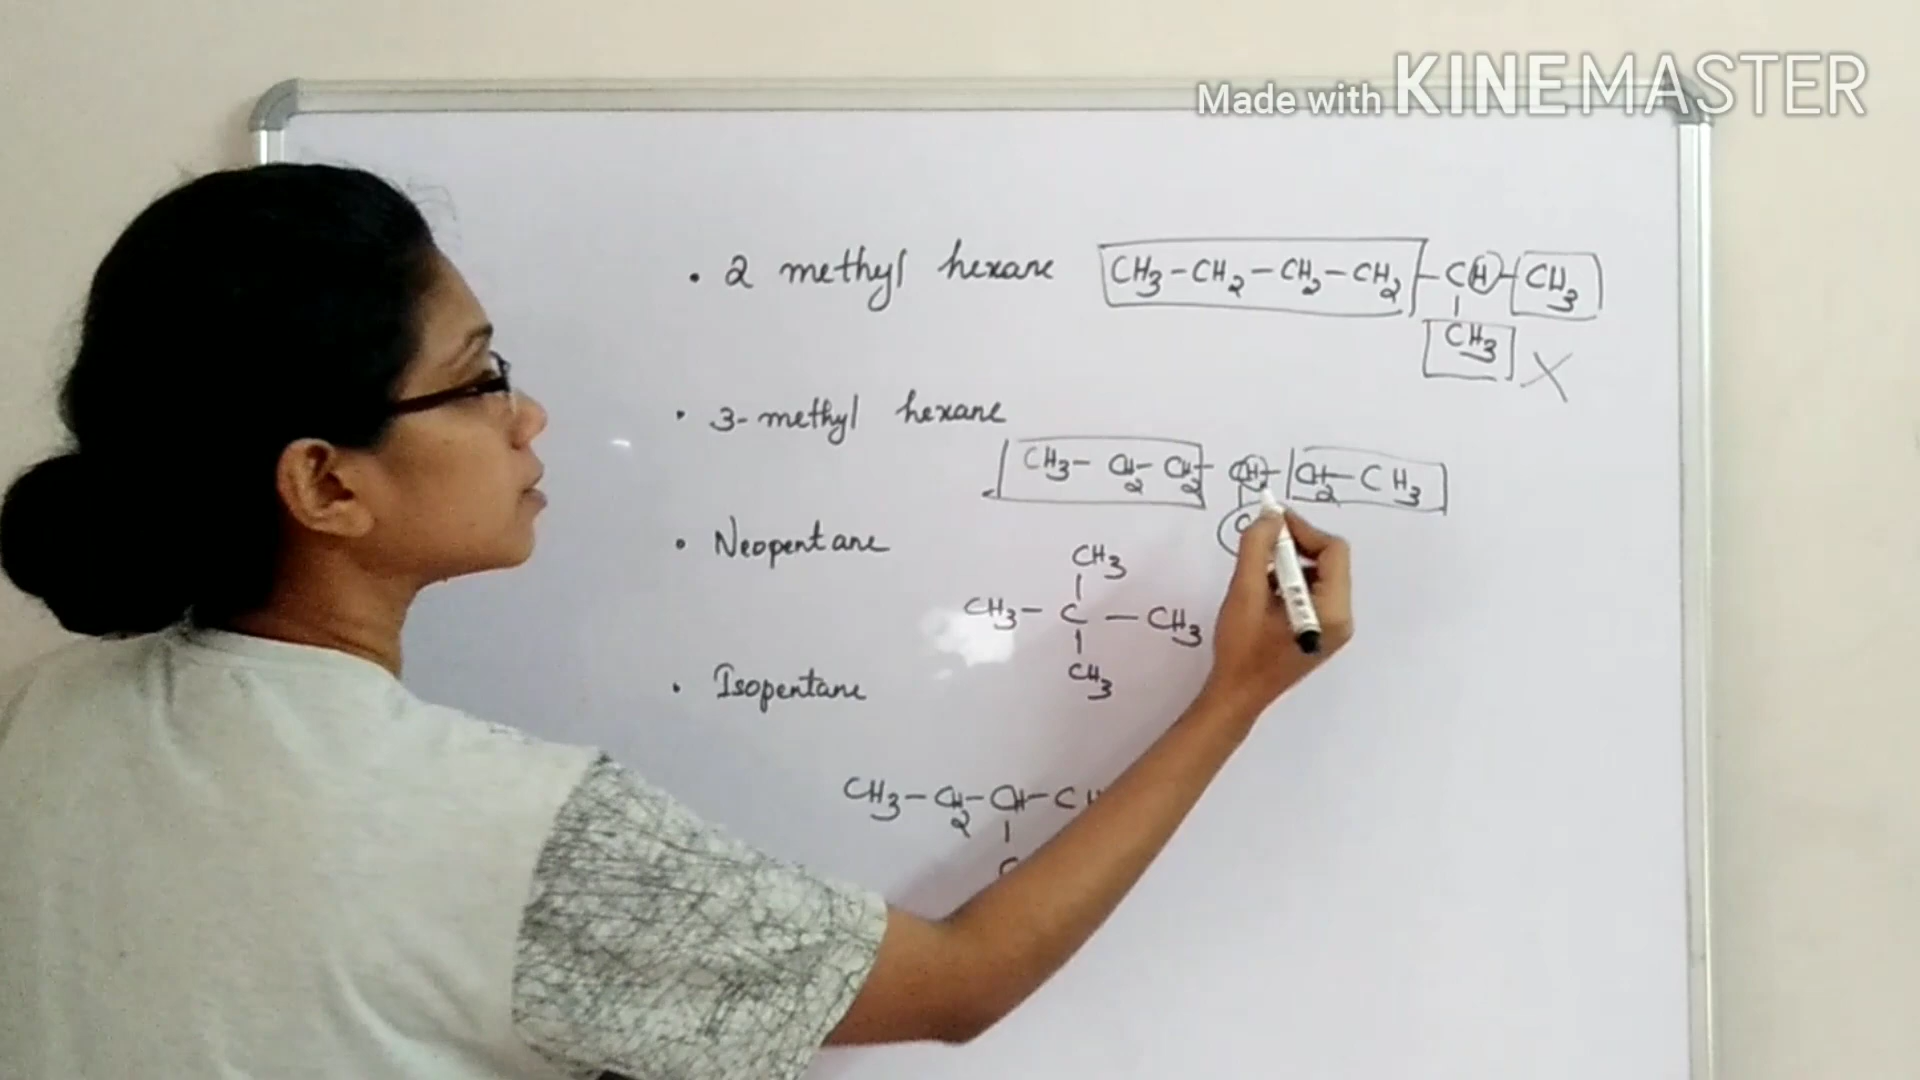 Made with KINEMASTER
• 2 methyl hexane CH3-CH2-CH2-CH2-CH-CH3
CH3 X
• 3-methyl hexane
CH3-CH2-CH2-CH-CH2-CH3
• Neopentane
CH3
CH3-C-CH3
CH3
• Isopentane
CH3-CH2-CH-CH
C